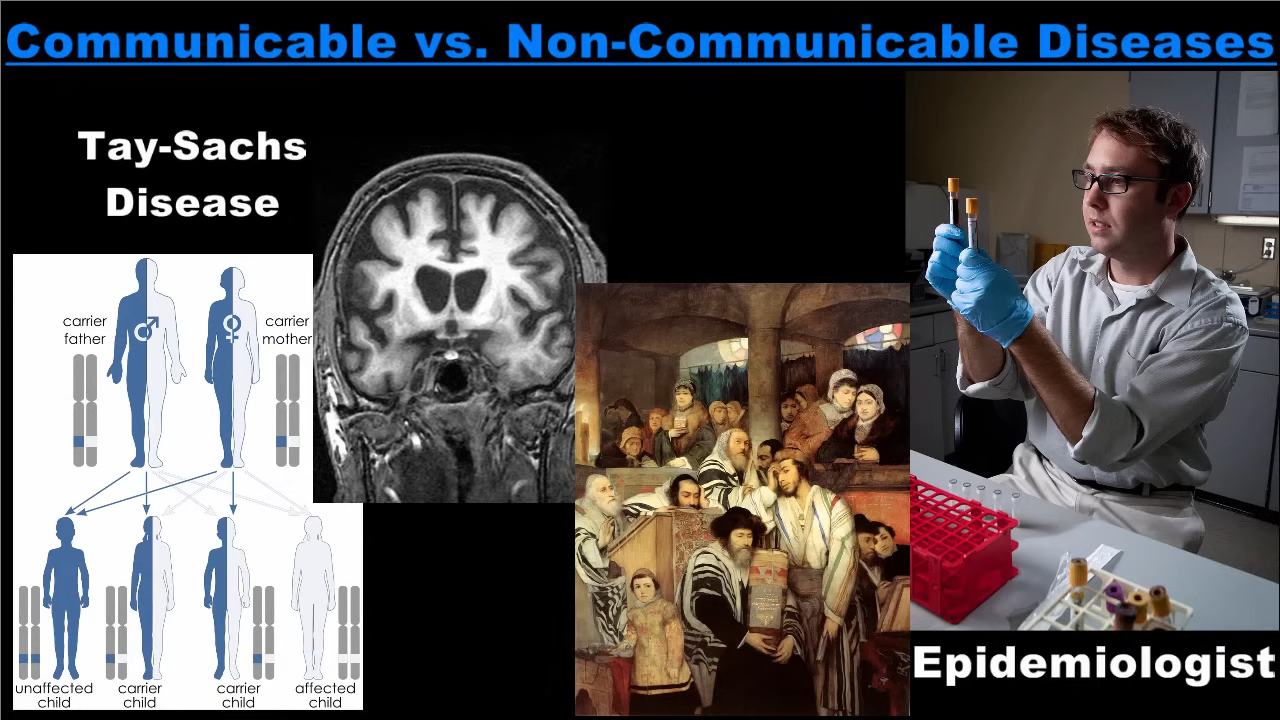 Communicable vs. Non-Communicable Diseases
Tay-Sachs
Disease
carrier
father
carrier
mother
unaffected
child
carrier
child
carrier
child
affected
child
Epidemiologist